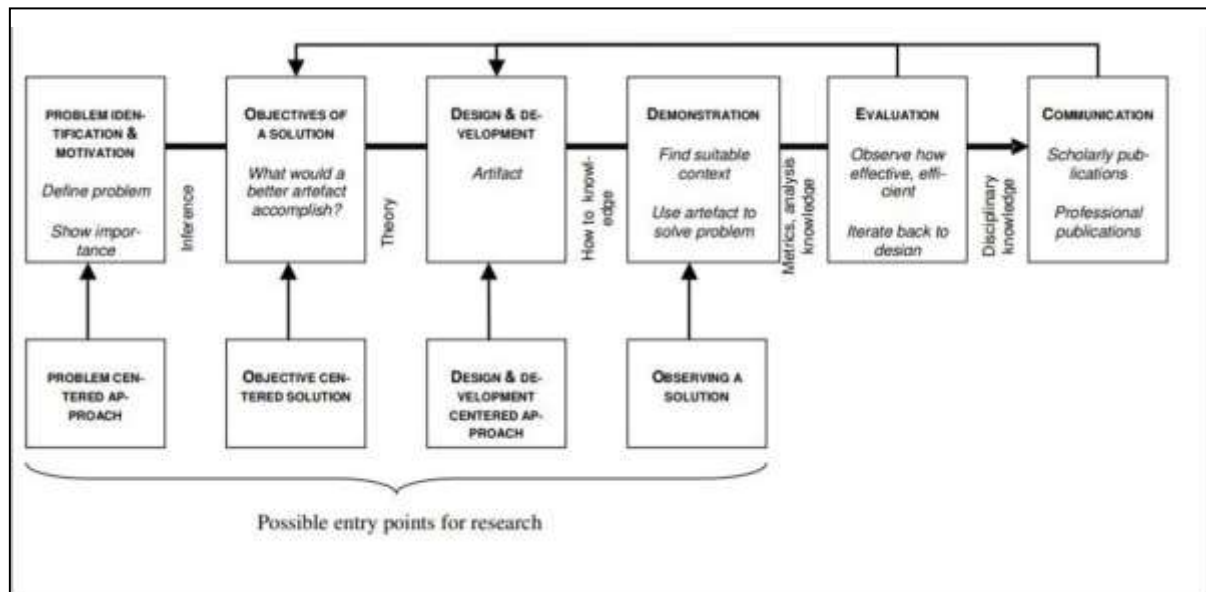 PROBLEM IDEN-
TIFICATION &
MOTIVATION
Define problem
Show impor-
tance
Inference
OBJECTIVES OF
A SOLUTION
What would a
better artefact
accomplish?
Theory
DESIGN & DE-
VELOPMENT
Artifact
How to knowl-
edge
DEMONSTRATION
Find suitable
context
Use artefact to
solve problem
Metrics, analysis
knowledge
EVALUATION
Observe how
effective, effi-
cient
Iterate back to
design
Disciplinary
knowledge
COMMUNICATION
Scholarly pub-
lications
Professional
publications
PROBLEM CEN-
TERED AP-
PROACH
OBJECTIVE CEN-
TERED SOLUTION
DESIGN & DE-
VELOPMENT
CENTERED AP-
PROACH
OBSERVING A
SOLUTION
Possible entry points for research